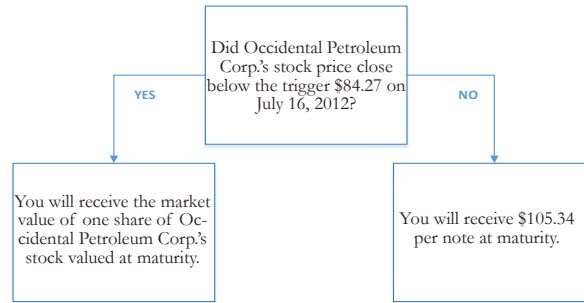 Did Occidental Petroleum
Corp.'s stock price close
below the trigger $84.27 on
July 16, 2012?
YES
NO
You will receive the market
value of one share of Oc-
cidental Petroleum Corp.'s
stock valued at maturity.
You will receive $105.34
per note at maturity.